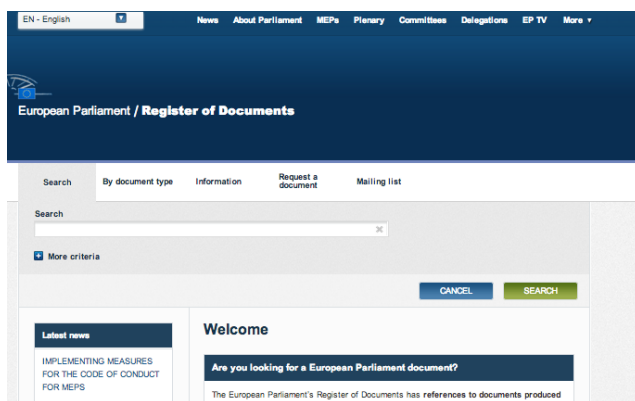 EN - English
News About Parliament MEPs Plenary Committees Delegations EP TV More
European Parliament / Register of Documents
Search By document type Information Request a document Mailing list
Search
More criteria
CANCEL SEARCH
Latest news
IMPLEMENTING MEASURES
FOR THE CODE OF CONDUCT
FOR MEPS
Welcome
Are you looking for a European Parliament document?
The European Parliament's Register of Documents has references to documents produced